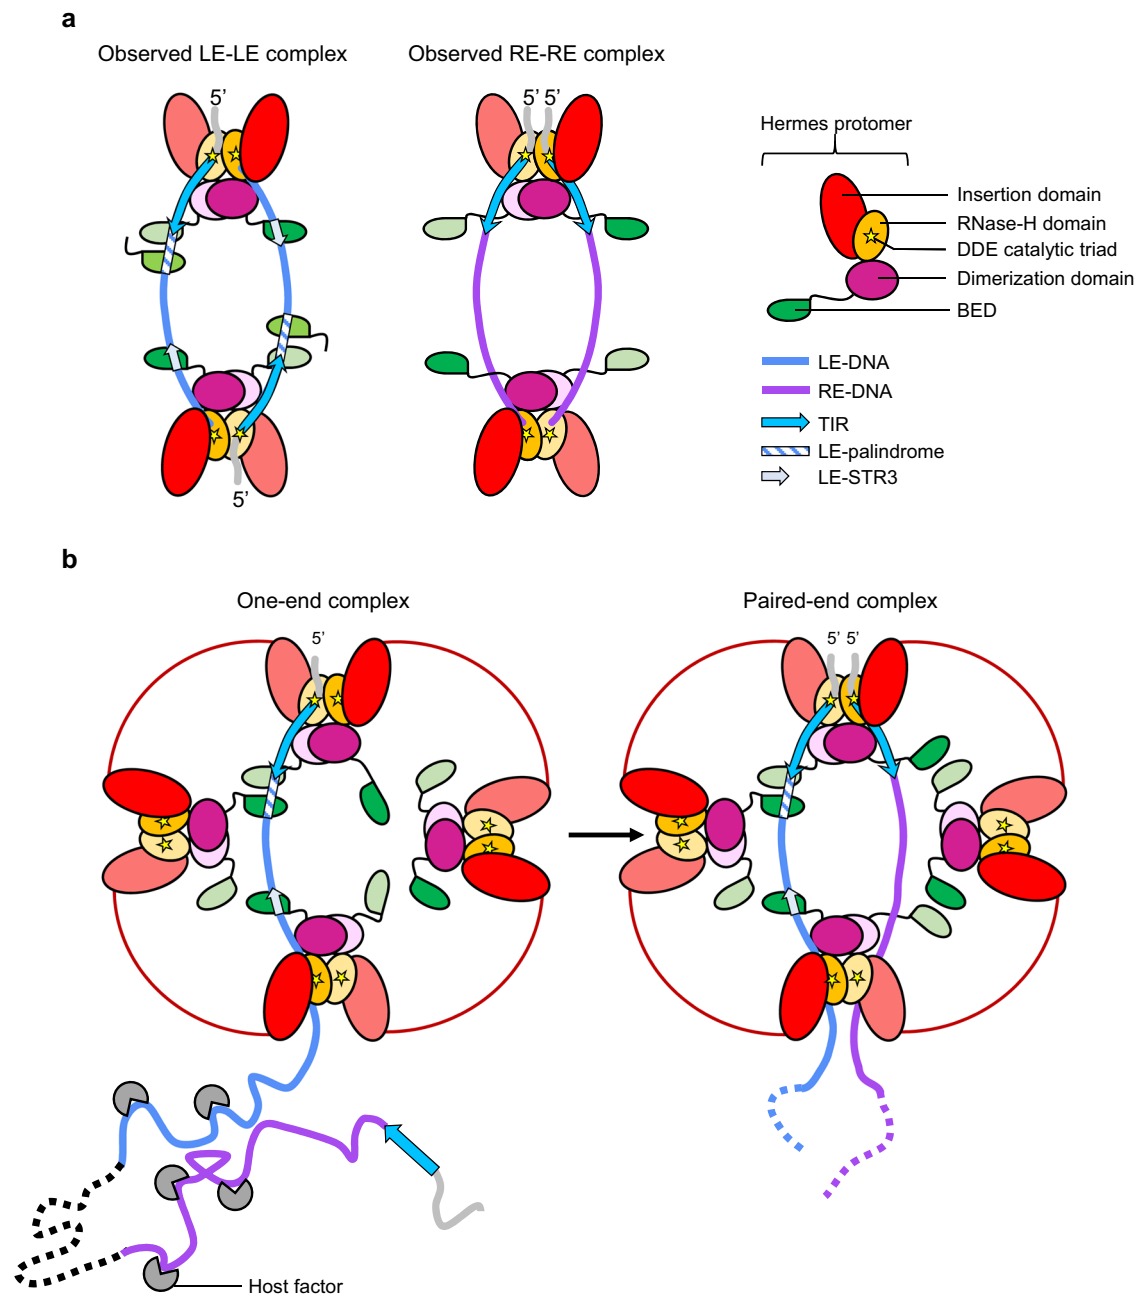 a
Observed LE-LE complex
Observed RE-RE complex
5’
5’ 5’
Hermes protomer
Insertion domain
RNase-H domain
DDE catalytic triad
Dimerization domain
BED
LE-DNA
RE-DNA
TIR
LE-palindrome
LE-STR3
5’
b
One-end complex
Paired-end complex
5’
5’ 5’
Host factor